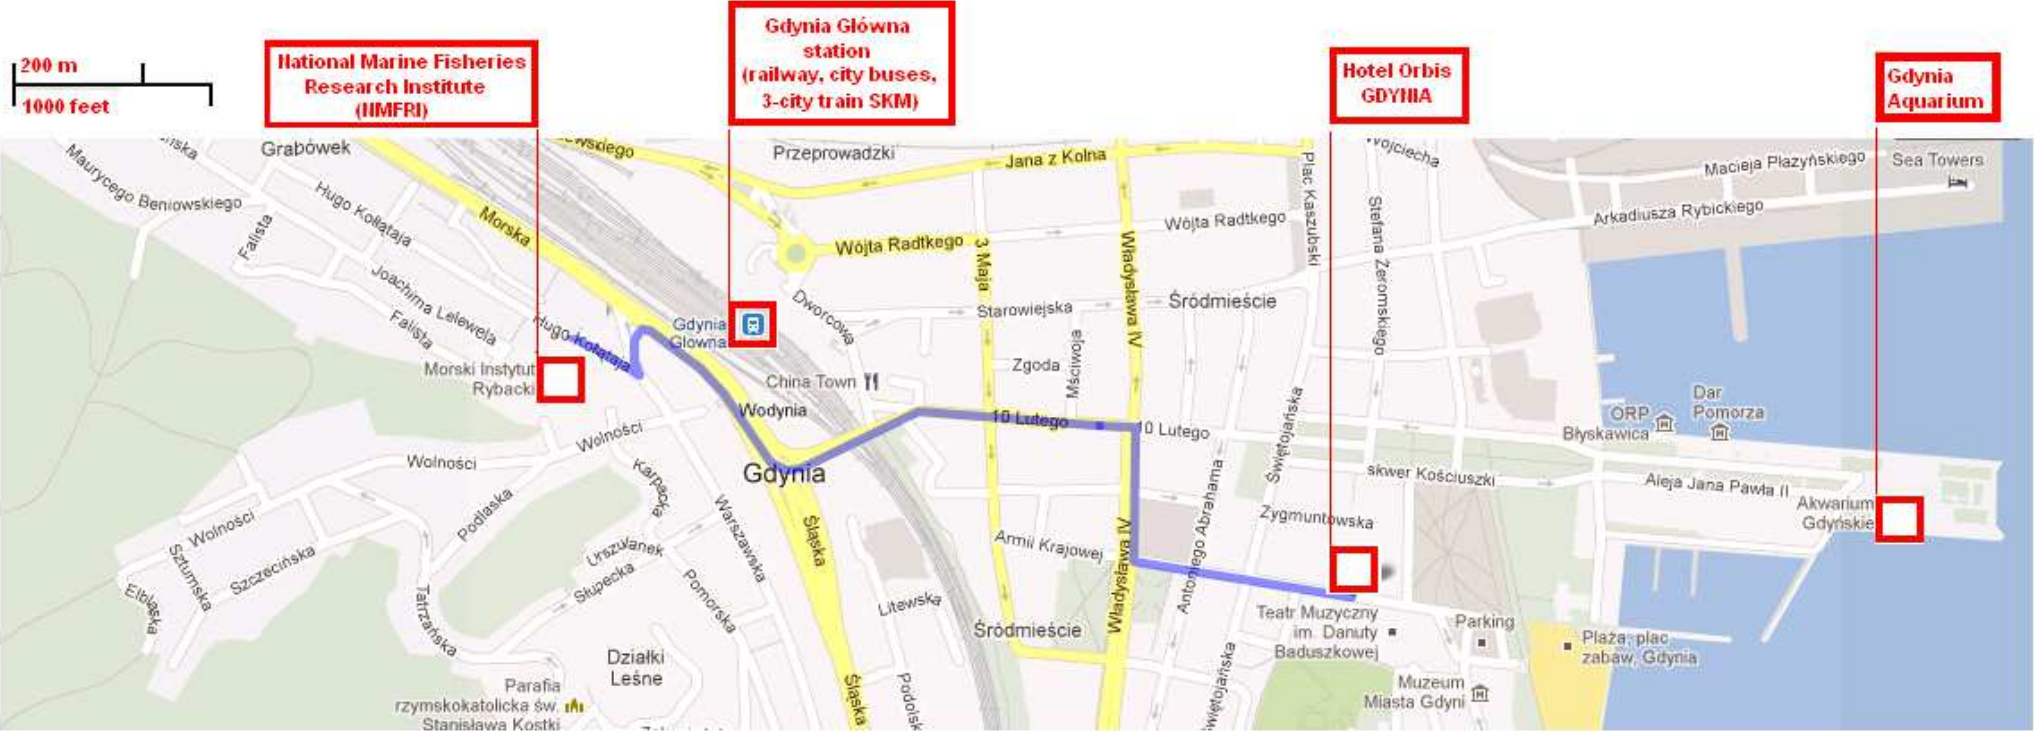 200 m
1000 feet
National Marine Fisheries
Research Institute
(NMFRI)
Gdynia Główna
station
(railway, city buses,
3-city train SKM)
Hotel Orbis
GDYNIA
Gdynia
Aquarium
Grabówek
Przeprowadzki
Jana z Kolna
Plac Kaszubski
Macieja Płażyńskiego
Sea Towers
Maurycego Beniowskiego
Hugo Kołłątaja
Morska
Falista
Wójta Radtkego
3 Maja
Władysława IV
Wójta Radtkego
Stefana Żeromskiego
Arkadiusza Rybickiego
Joachima Lelewela
Falista
Hugo Kołłątaja
Gdynia
Glowna
Dworcowa
Starowiejska
Śródmieście
Morski Instytut
Rybacki
China Town
Zgoda
Mściwoja
Wodynia
10 Lutego
10 Lutego
Świętojańska
ORP
Błyskawica
Dar
Pomorza
Wolności
Wolności
Gdynia
Karpacka
skwer Kościuszki
Aleja Jana Pawła II
Akwarium
Gdyńskie
Wolności
Podlaska
Warszawska
Śląska
Armii Krajowej
Władysława IV
Antoniego Abrahama
Zygmuntowska
Sztumska
Szczecińska
Urszulanek
Słupecka
Elbląska
Tatrzańska
Pomorska
Litewska
Śródmieście
Teatr Muzyczny
im. Danuty
Baduszkowej
Parking
Plaża, plac
zabaw, Gdynia
Działki
Leśne
Muzeum
Miasta Gdyni
Parafia
rzymskokatolicka św.
Stanisława Kostki
Śląska